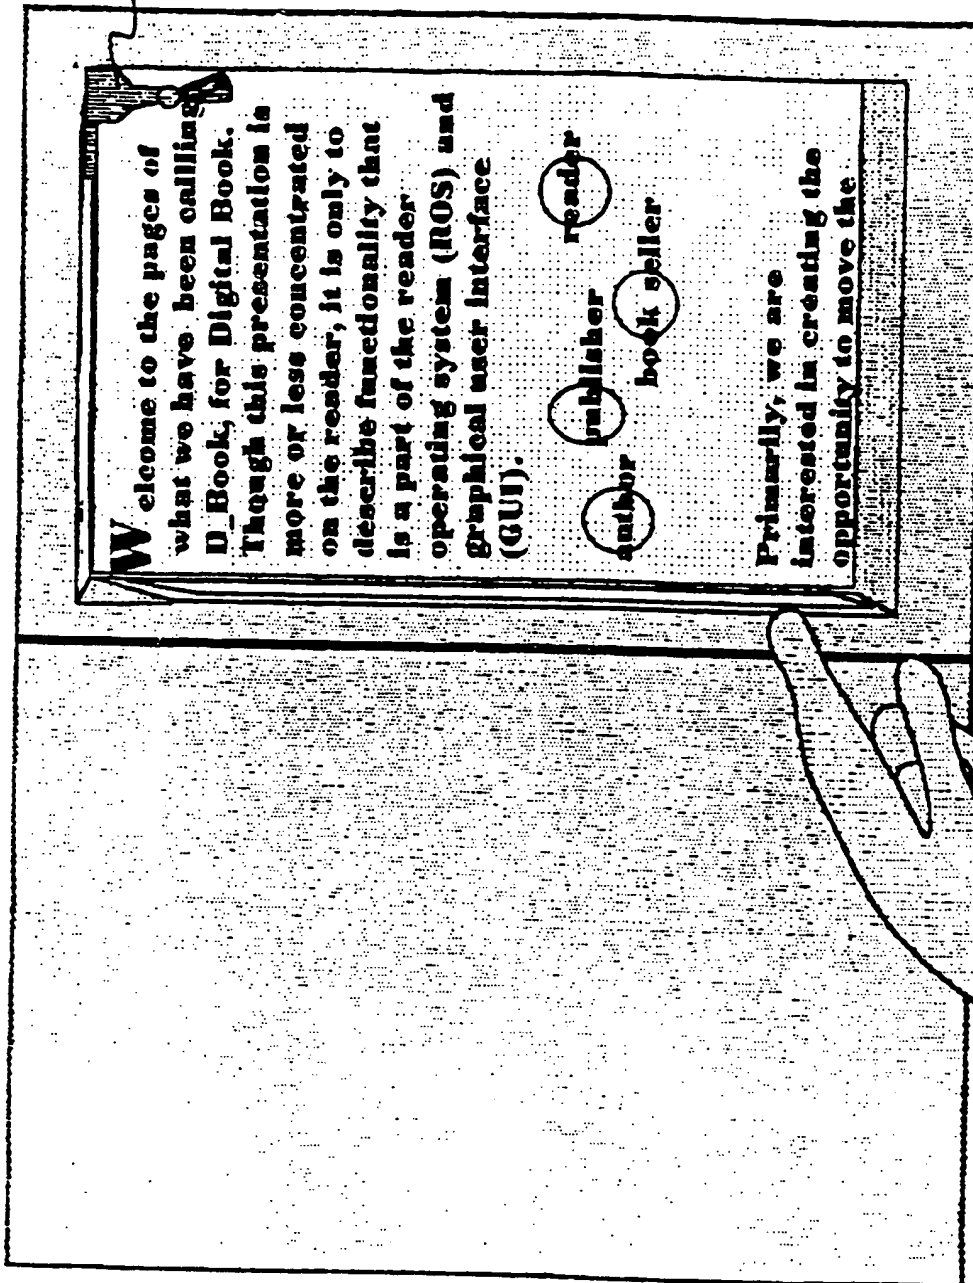 Welcome to the pages of
what we have been callling
D_Book, for Digital Book.
Though this presentation is
more or less concentrated
on the reader, it is only to
describe functionality that
is a part of the reader
operating system (ROS) and
graphical user interface
(GUI).
author
publisher
book seller
reader
Primarily, we are
interested in creating the
opportunity to move the